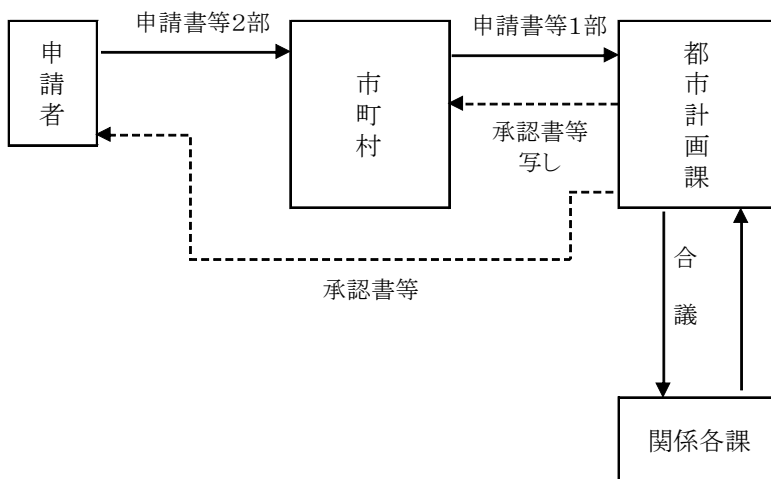 申請書等2部
申請書等1部
申請者
市町村
都市計画課
承認書等
写し
承認書等
合議
関係各課